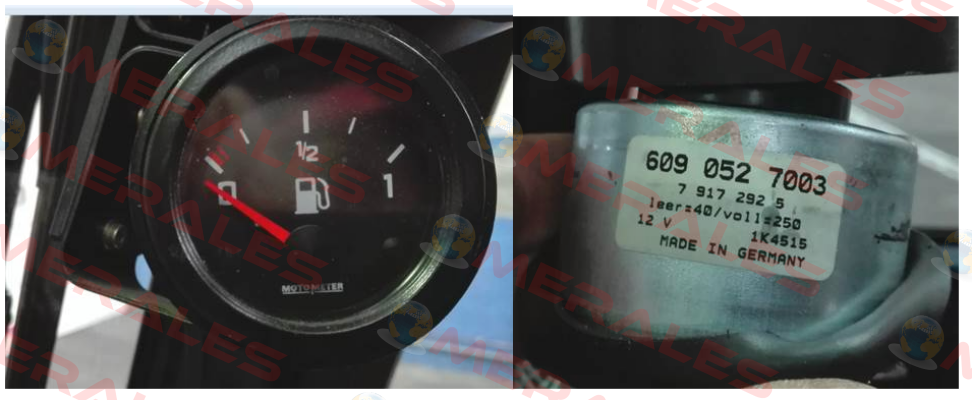 0
1/2
1
MOTOMETER
609 052 7003
7 917 292 5
leer=40/voll=250
12 V 1K4515
MADE IN GERMANY
MERALES